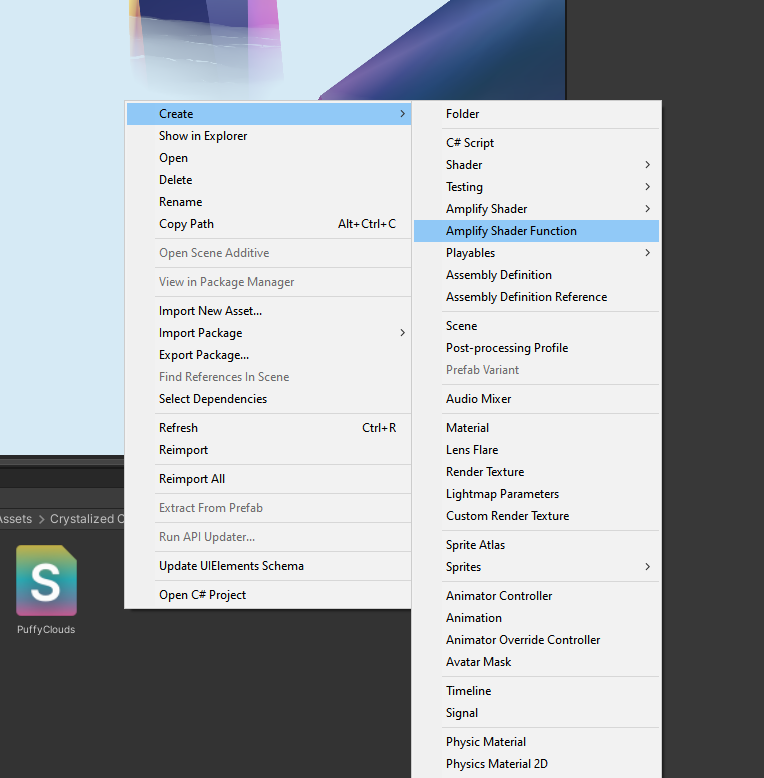 Create
Show in Explorer
Open
Delete
Rename
Copy Path Alt+Ctrl+C
Open Scene Additive
View in Package Manager
Import New Asset...
Import Package
Export Package...
Find References In Scene
Select Dependencies
Refresh Ctrl+R
Reimport
Reimport All
Extract From Prefab
Run API Updater...
Update UIElements Schema
Open C# Project
Folder
C# Script
Shader
Testing
Amplify Shader
Amplify Shader Function
Playables
Assembly Definition
Assembly Definition Reference
Scene
Post-processing Profile
Prefab Variant
Audio Mixer
Material
Lens Flare
Render Texture
Lightmap Parameters
Custom Render Texture
Sprite Atlas
Sprites
Animator Controller
Animation
Animator Override Controller
Avatar Mask
Timeline
Signal
Physic Material
Physics Material 2D
Assets > Crystalized C
S
PuffyClouds